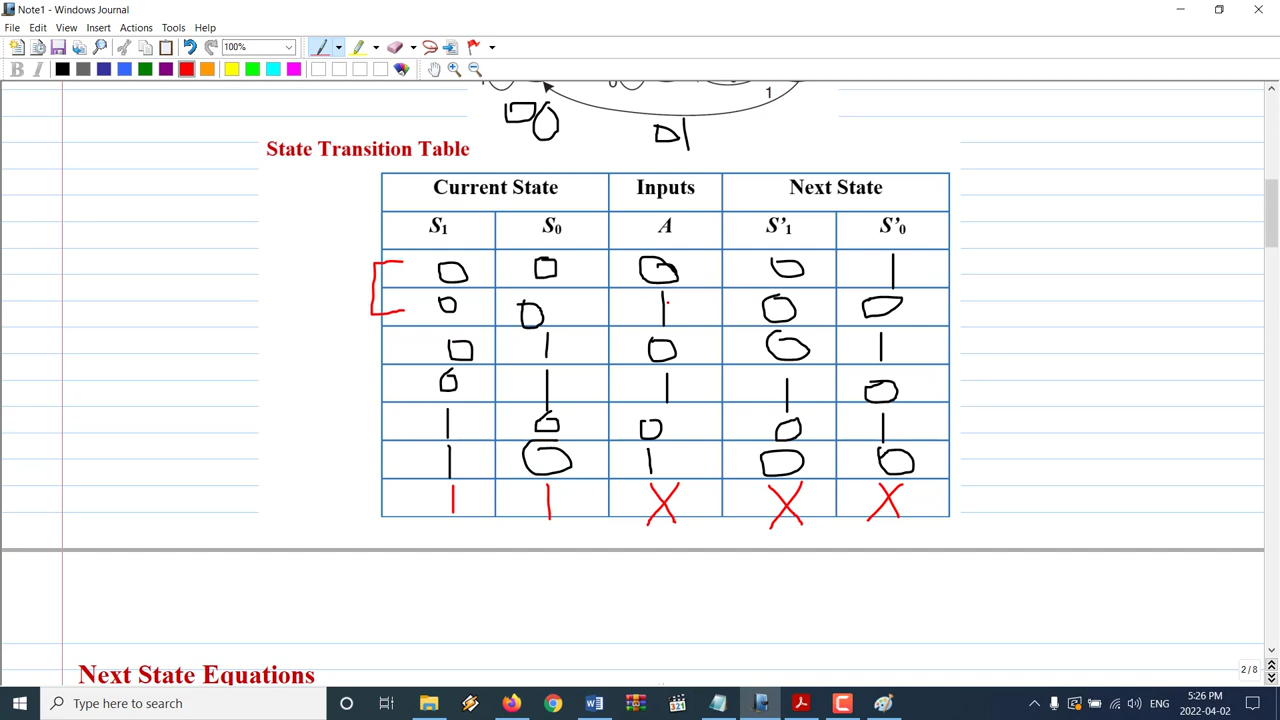 Note1 - Windows Journal
File Edit View Insert Actions Tools Help
100%
B I
1
00
01
State Transition Table
Current State Inputs Next State
S1 S0 A S'1 S'0
0 0 0 0 1
0 0 1 0 0
0 1 0 0 1
0 1 1 1 0
1 0 0 0 1
1 0 1 0 0
1 1 X X X
Next State Equations
2 / 8
Type here to search
321
ENG
5:26 PM
2022-04-02